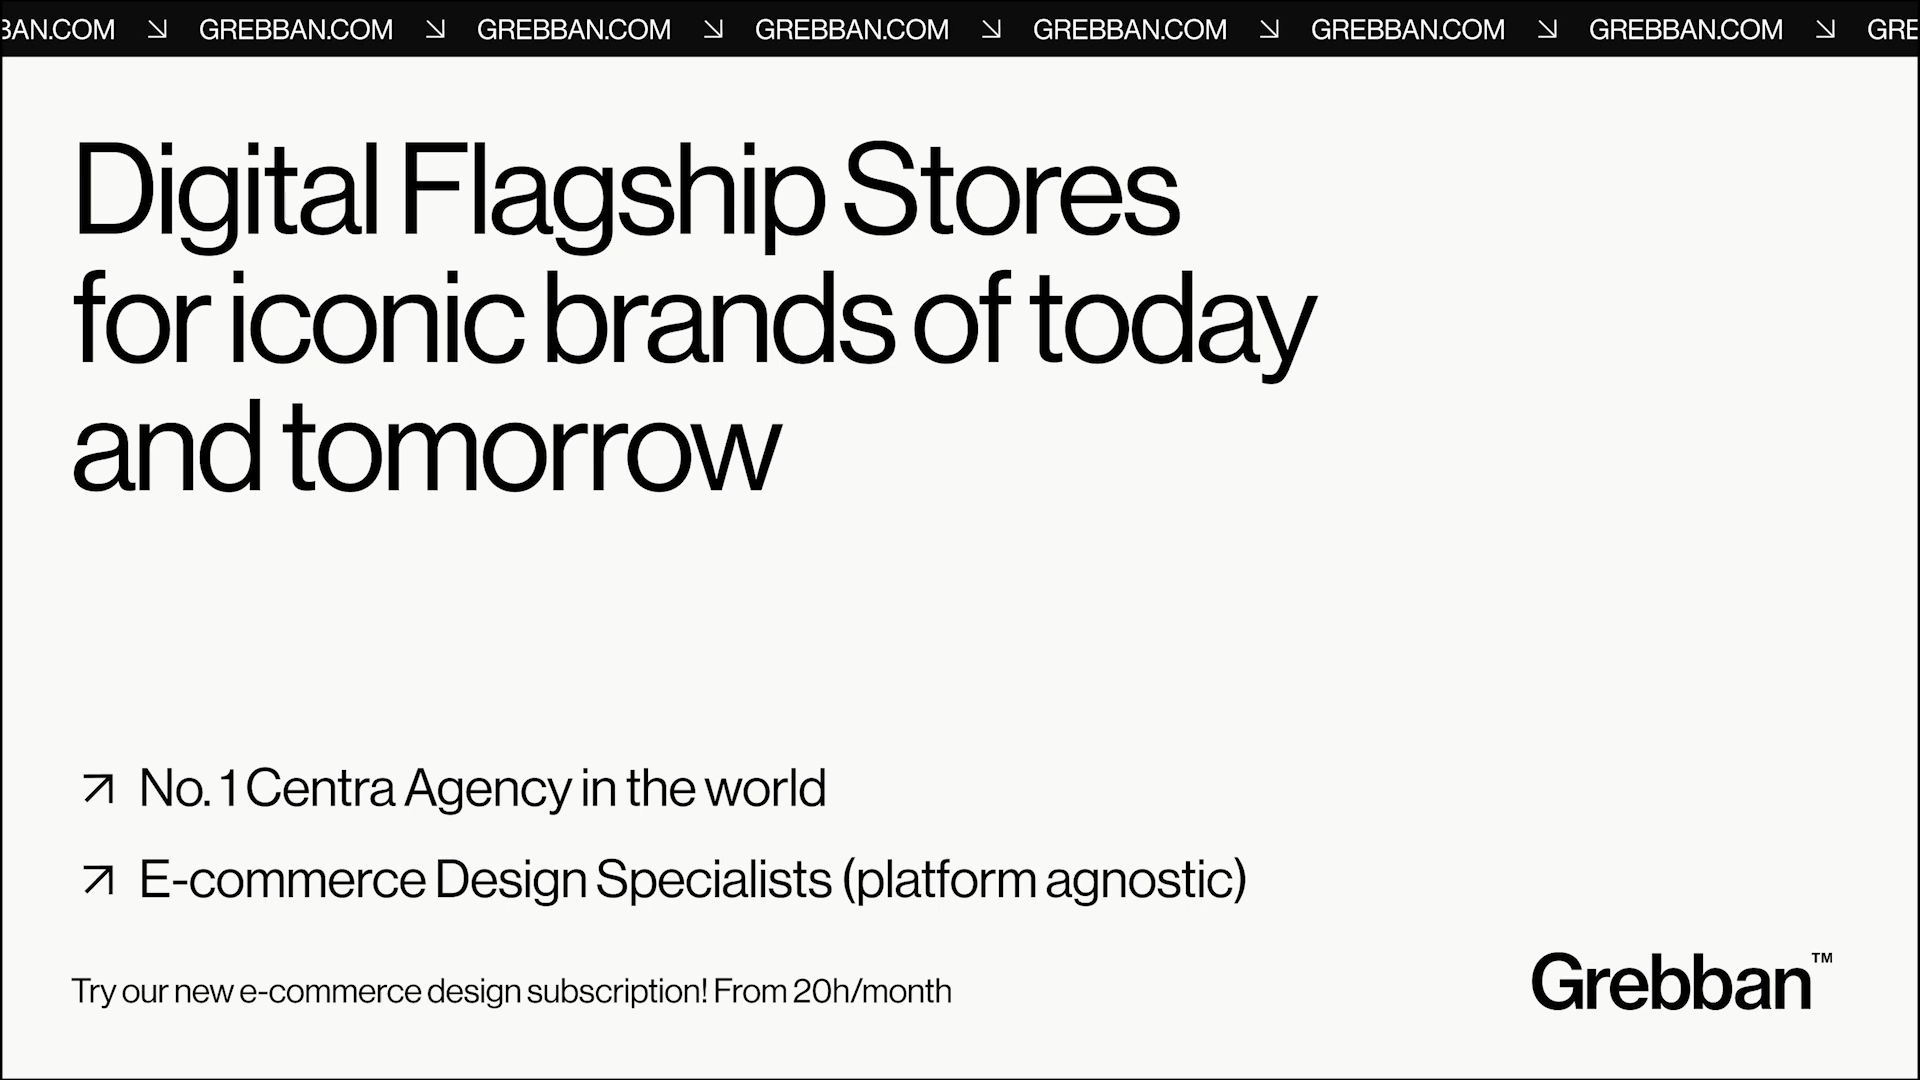 BAN.COM ↘ GREBBAN.COM ↘ GREBBAN.COM ↘ GREBBAN.COM ↘ GREBBAN.COM ↘ GREBBAN.COM ↘ GREBBAN.COM ↘ GRE
Digital Flagship Stores
for iconic brands of today
and tomorrow
↗ No. 1 Centra Agency in the world
↗ E-commerce Design Specialists (platform agnostic)
Try our new e-commerce design subscription! From 20h/month
Grebban™